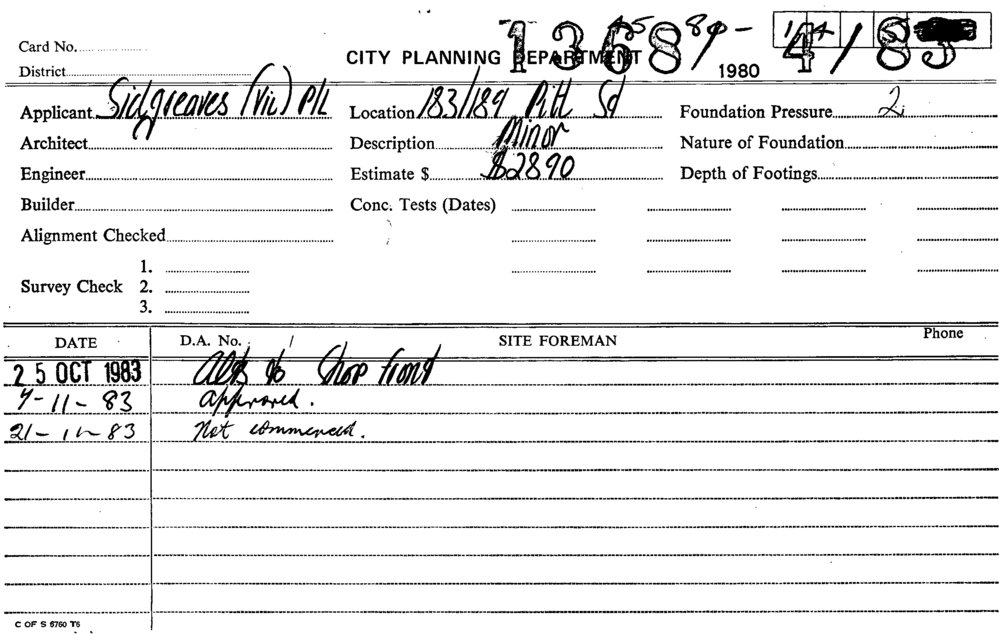 13689
4/83
Card No.
CITY PLANNING DEPARTMENT
1980
District
Applicant Sidgreaves (Vic) P/L Location 183/189 Pitt St Foundation Pressure
Architect Description Minor Nature of Foundation
Engineer Estimate $ $2890 Depth of Footings
Builder Conc. Tests (Dates)
Alignment Checked
1.
Survey Check 2.
3.
DATE D.A. No. / SITE FOREMAN Phone
25 OCT 1983 Alts to Shop front
4-11-83 approved.
21-11-83 Not commenced.
C OF S 6760 T6